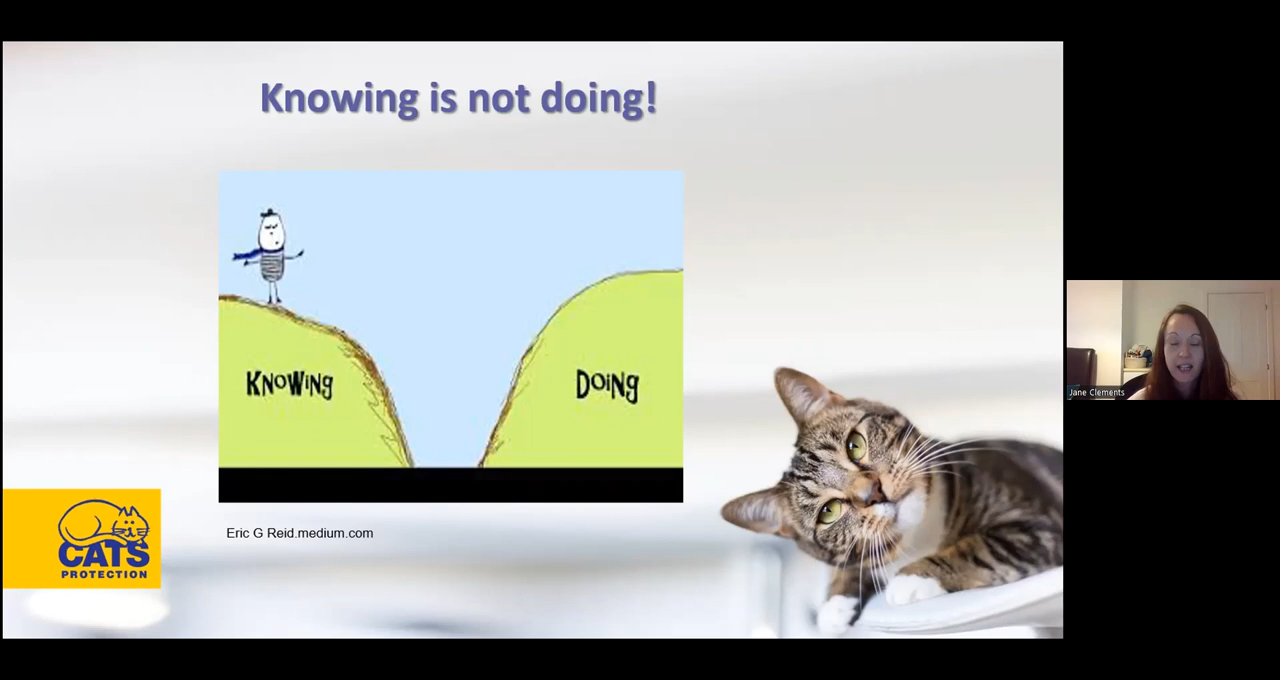 Knowing is not doing!
KNOWING
DOING
Eric G Reid.medium.com
CATS
PROTECTION
Jane Clements